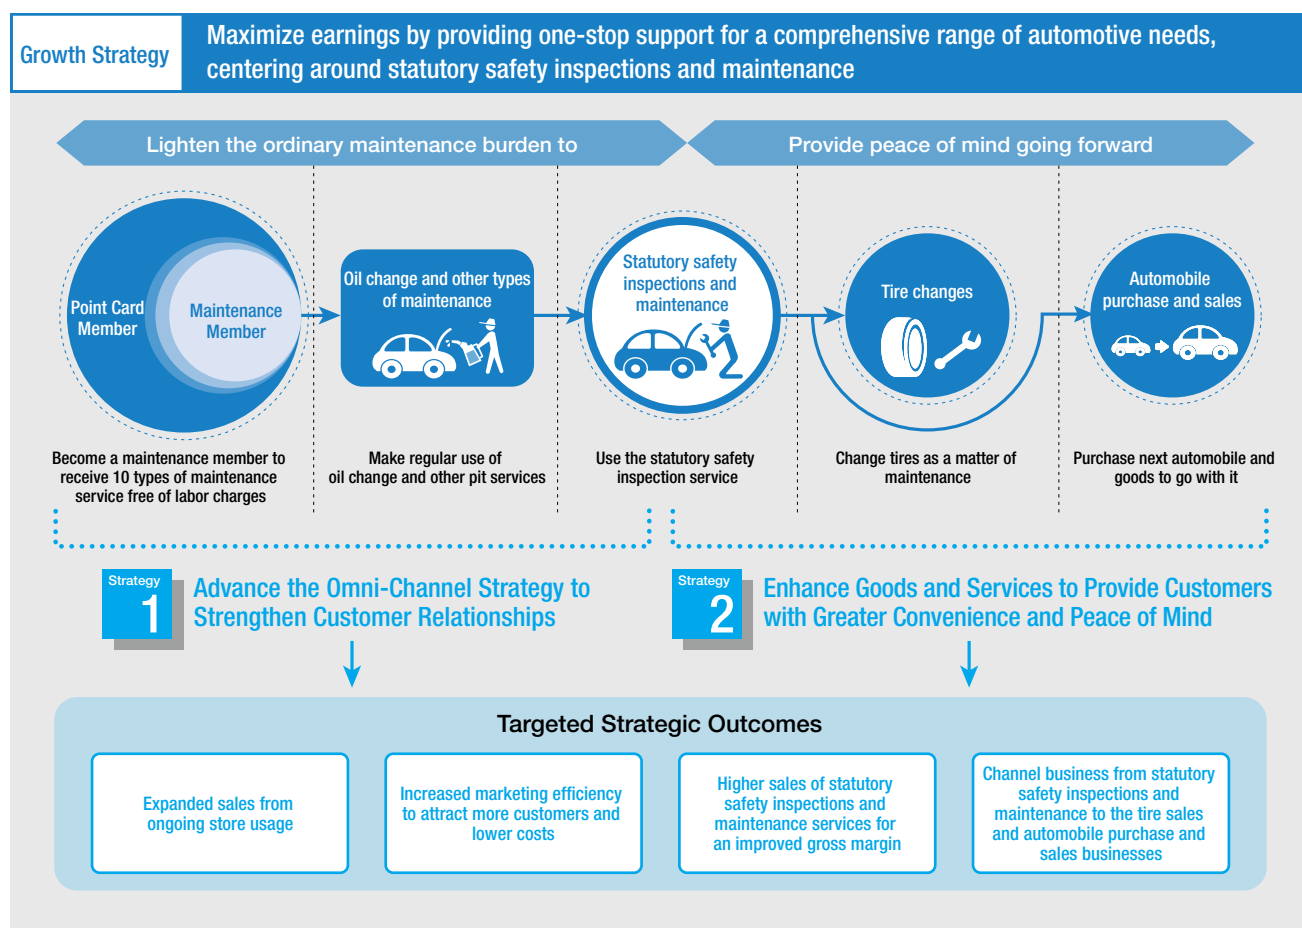 Growth Strategy
Maximize earnings by providing one-stop support for a comprehensive range of automotive needs,
centering around statutory safety inspections and maintenance
Lighten the ordinary maintenance burden to
Provide peace of mind going forward
Point Card
Member
Maintenance
Member
Oil change and other types
of maintenance
Statutory safety
inspections and
maintenance
Tire changes
Automobile
purchase and sales
Become a maintenance member to
receive 10 types of maintenance
service free of labor charges
Make regular use of
oil change and other pit services
Use the statutory safety
inspection service
Change tires as a matter of
maintenance
Purchase next automobile and
goods to go with it
Strategy
1
Advance the Omni-Channel Strategy to
Strengthen Customer Relationships
Strategy
2
Enhance Goods and Services to Provide Customers
with Greater Convenience and Peace of Mind
Targeted Strategic Outcomes
Expanded sales from
ongoing store usage
Increased marketing efficiency
to attract more customers and
lower costs
Higher sales of statutory
safety inspections and
maintenance services for
an improved gross margin
Channel business from statutory
safety inspections and
maintenance to the tire sales
and automobile purchase and
sales businesses